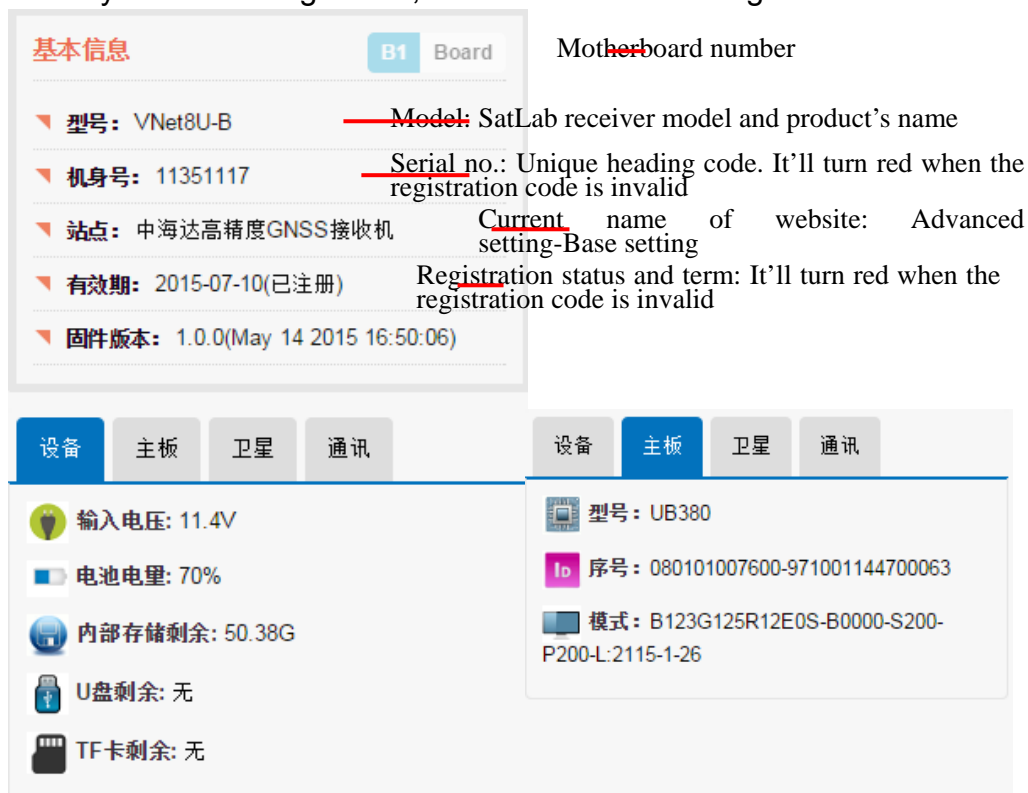 基本信息
B1 Board
Motherboard number
型号: VNet8U-B
Model: SatLab receiver model and product's name
机身号: 11351117
Serial no.: Unique heading code. It'll turn red when the
registration code is invalid
站点: 中海达高精度GNSS接收机
Current name of website: Advanced
setting-Base setting
有效期: 2015-07-10(已注册)
Registration status and term: It'll turn red when the
registration code is invalid
固件版本: 1.0.0(May 14 2015 16:50:06)
设备 主板 卫星 通讯
输入电压: 11.4V
电池电量: 70%
内部存储剩余: 50.38G
U盘剩余: 无
TF卡剩余: 无
设备 主板 卫星 通讯
型号: UB380
ID 序号: 080101007600-971001144700063
模式: B123G125R12E0S-B0000-S200-
P200-L:2115-1-26